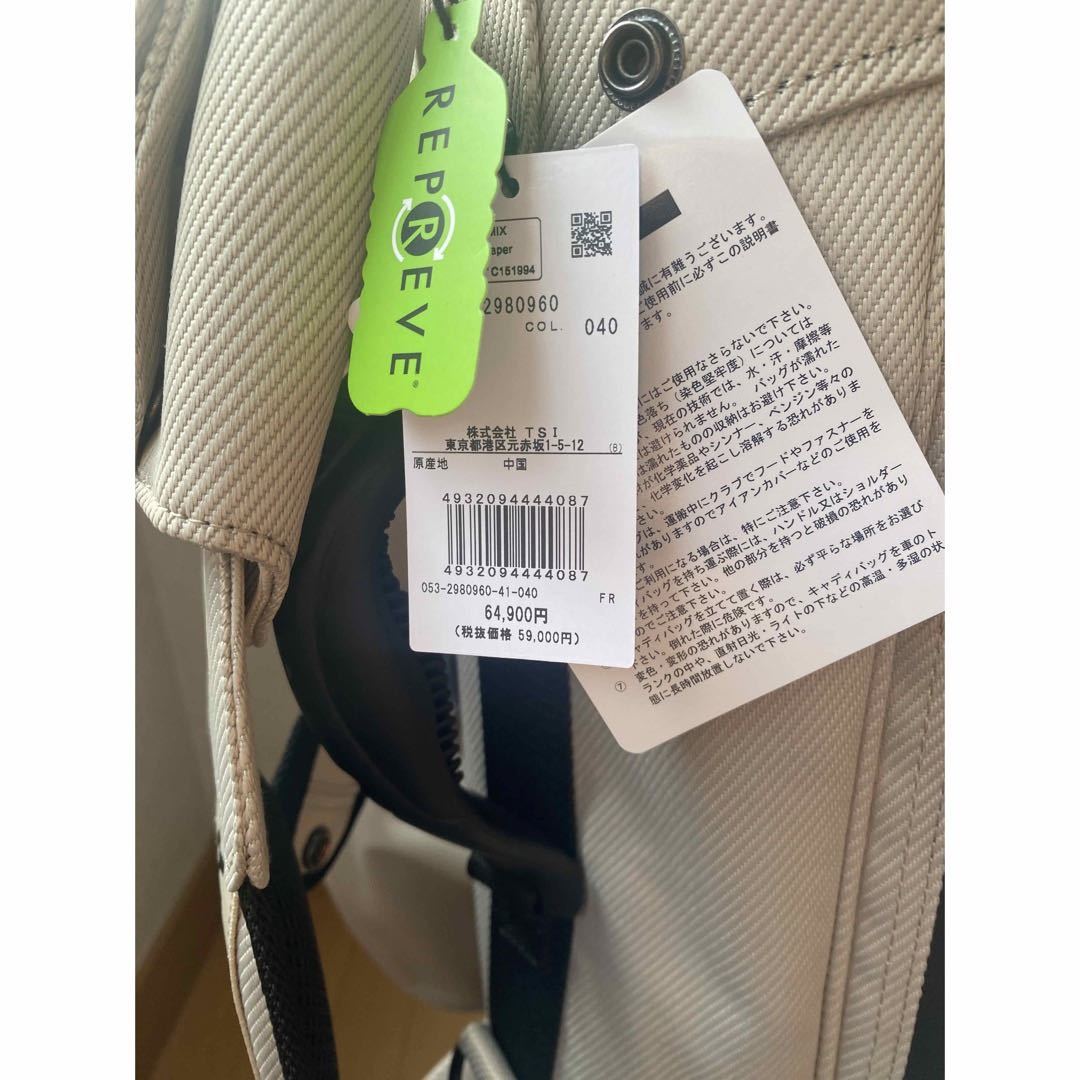 REPREVE®
MIX
aper
C151994
2980960
COL. 040
株式会社 TSI
東京都港区元赤坂1-5-12 (8)
原産地 中国
4932094444087
4932094444087
053-2980960-41-040 FR
64,900円
(税抜価格 59,000円)
誠に有難うございます。
ご使用前に必ずこの説明書
ます。
にはご使用なさらないで下さい。
色落ち(染色堅牢度)については
、現在の技術では、水・汗・摩擦等
は避けられません。 バッグが濡れた
は濡れたものの収納はお避け下さい。
が化学薬品やシンナー、ベンジン等々の
化学変化を起こし溶解する恐れがありま
さい。
グは、運搬中にクラブでフードやファスナーを
がありますのでアイアンカバーなどのご使用を
ご利用になる場合は、特にご注意下さい。
バッグを持ち運ぶ際には、ハンドル又はショルダー
を持って下さい。他の部分を持つと破損の恐れがあり
のでご注意下さい。
ャディバッグを立てて置く際は、必ず平らな場所をお選び
さい。倒れた際に危険です。
変色・変形の恐れがありますので、キャディバッグを車のト
⑦ ランクの中や、直射日光・ライトの下などの高温・多湿の状
態に長時間放置しないで下さい。